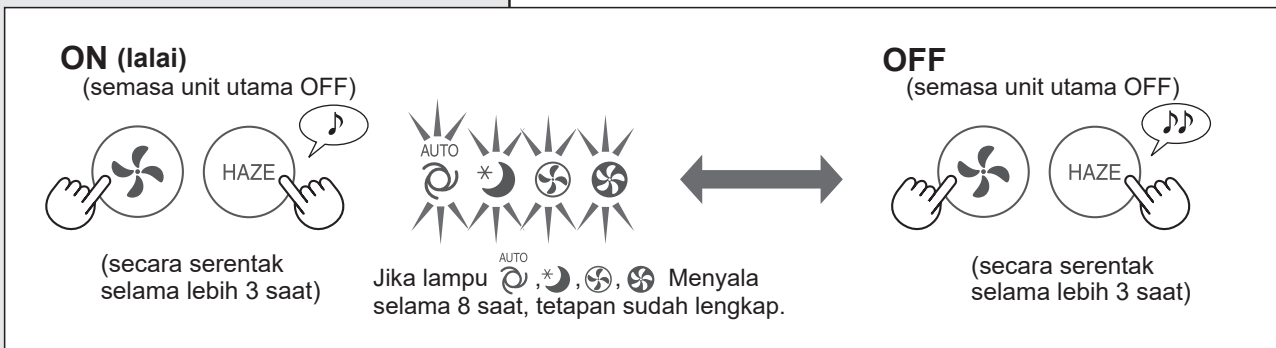 ON (lalai)
(semasa unit utama OFF)
HAZE
(secara serentak
selama lebih 3 saat)
AUTO
AUTO
Jika lampu , , , Menyala
selama 8 saat, tetapan sudah lengkap.
OFF
(semasa unit utama OFF)
HAZE
(secara serentak
selama lebih 3 saat)